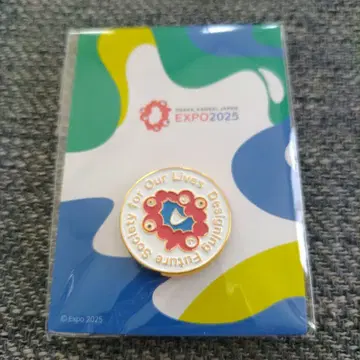 OSAKA, KANSAI, JAPAN
EXPO2025
Designing Future Society for Our Lives
© Expo 2025